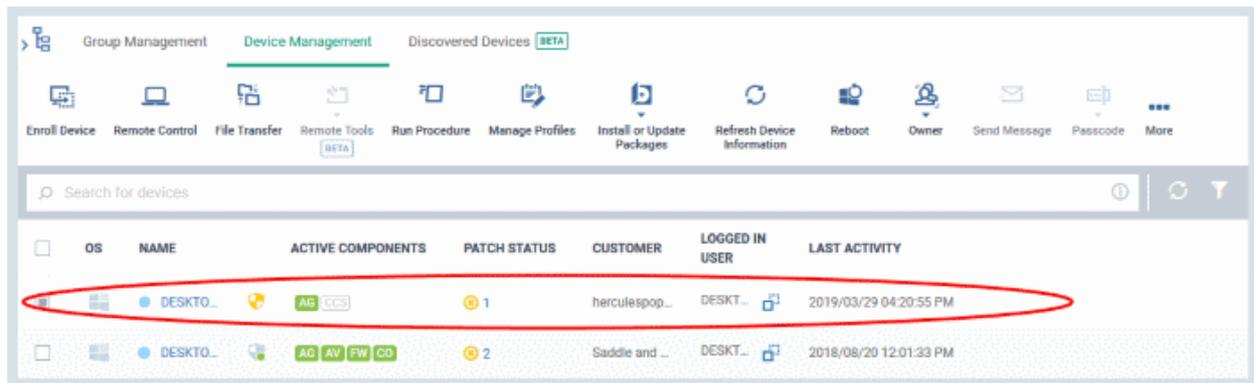 Group Management Device Management Discovered Devices BETA
Enroll Device Remote Control File Transfer Remote Tools Run Procedure Manage Profiles Install or Update Refresh Device Reboot Owner Send Message Passcode More
BETA Packages Information
Search for devices
OS NAME ACTIVE COMPONENTS PATCH STATUS CUSTOMER LOGGED IN USER LAST ACTIVITY
DESKTO... AG CCS 1 herculespop... DESKT... 2019/03/29 04:20:55 PM
DESKTO... AG AV FW CO 2 Saddle and ... DESKT... 2018/08/20 12:01:33 PM